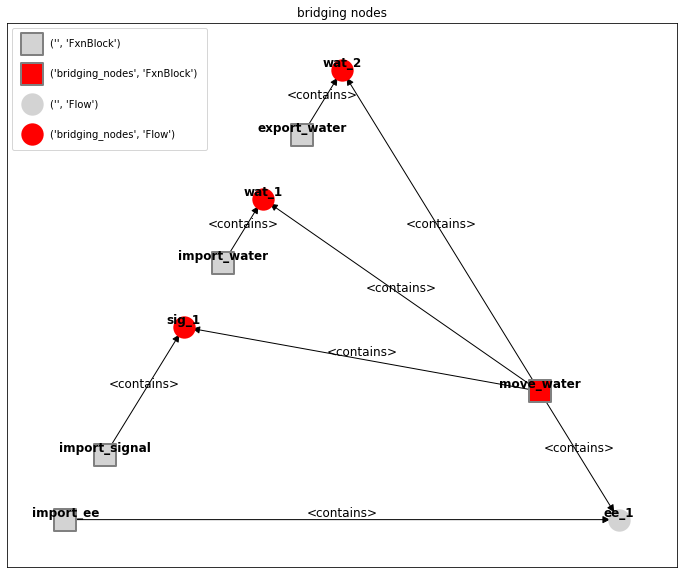 bridging nodes
('', 'FxnBlock')
('bridging_nodes', 'FxnBlock')
('', 'Flow')
('bridging_nodes', 'Flow')
wat_2
<contains>
export_water
wat_1
<contains>
<contains>
import_water
<contains>
sig_1
<contains>
<contains>
move_water
import_signal
<contains>
import_ee
<contains>
ee_1